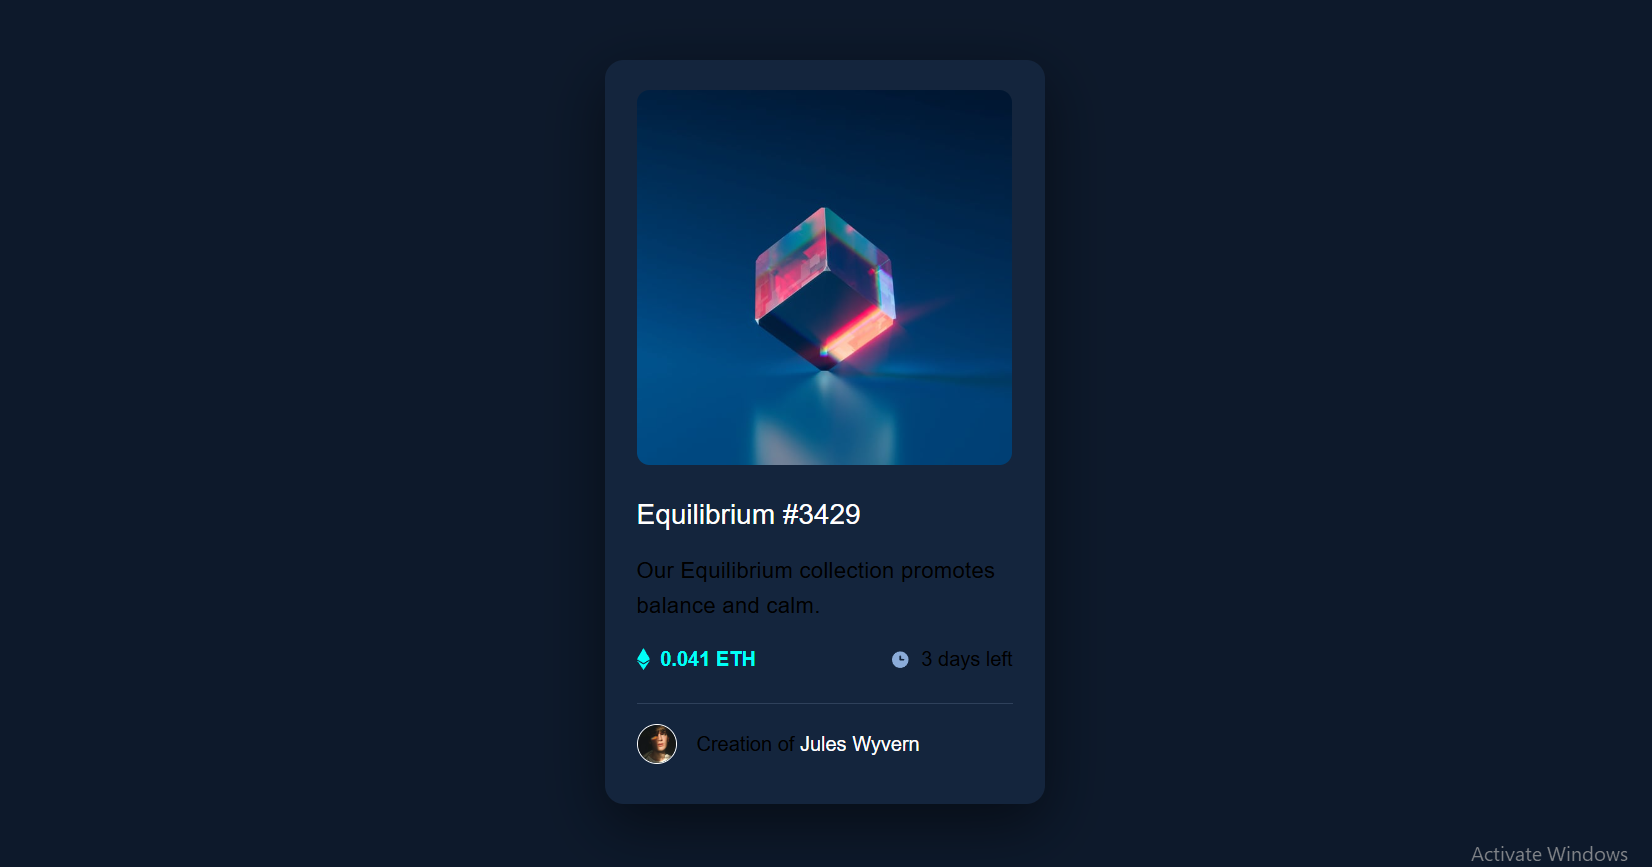 Equilibrium #3429
Our Equilibrium collection promotes
balance and calm.
0.041 ETH
3 days left
Creation of Jules Wyvern
Activate Windows